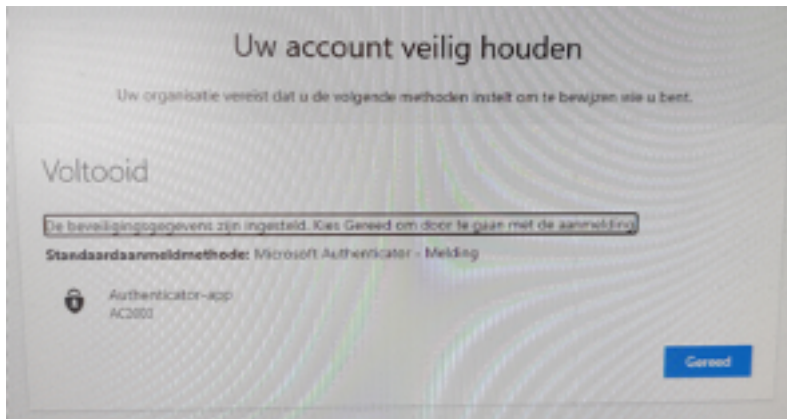 Uw account veilig houden
Uw organisatie vereist dat u de volgende methoden instelt om te bewijzen wie u bent.
Voltooid
De beveiligingsgegevens zijn ingesteld. Kies Gereed om door te gaan met de aanmelding
Standaardaanmeldmethode: Microsoft Authenticator - Melding
Authenticator-app
Gereed